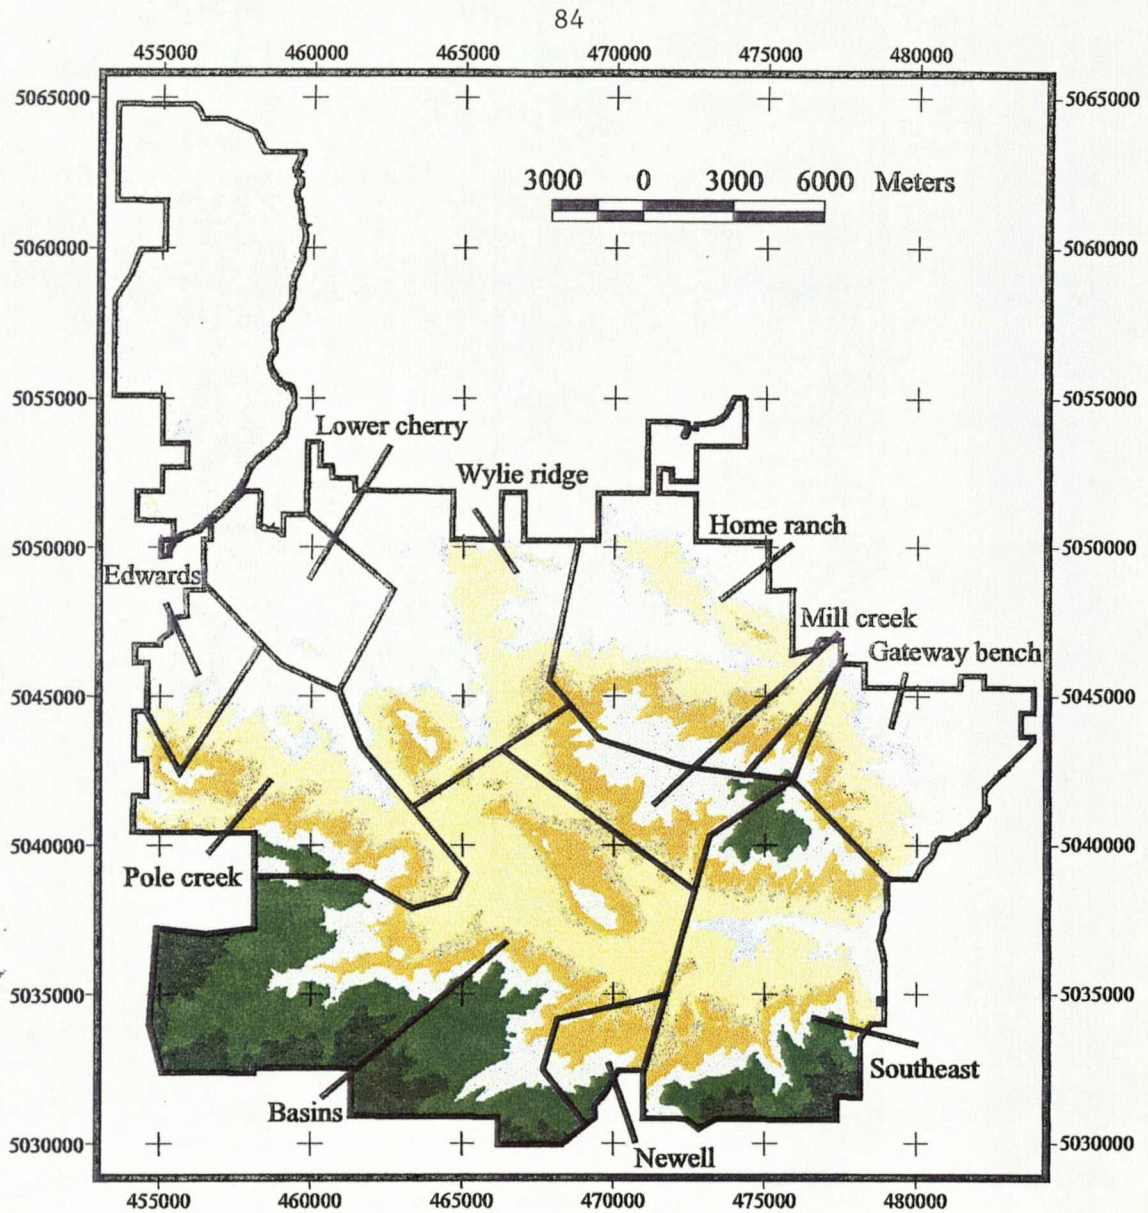 84
455000 460000 465000 470000 475000 480000
5065000 5065000
3000 0 3000 6000 Meters
5060000 5060000
5055000 5055000
Lower cherry
Wylie ridge
Home ranch
5050000 5050000
Edwards
Mill creek
Gateway bench
5045000 5045000
5040000 5040000
Pole creek
5035000 5035000
Southeast
Basins
5030000 5030000
Newell
455000 460000 465000 470000 475000 480000